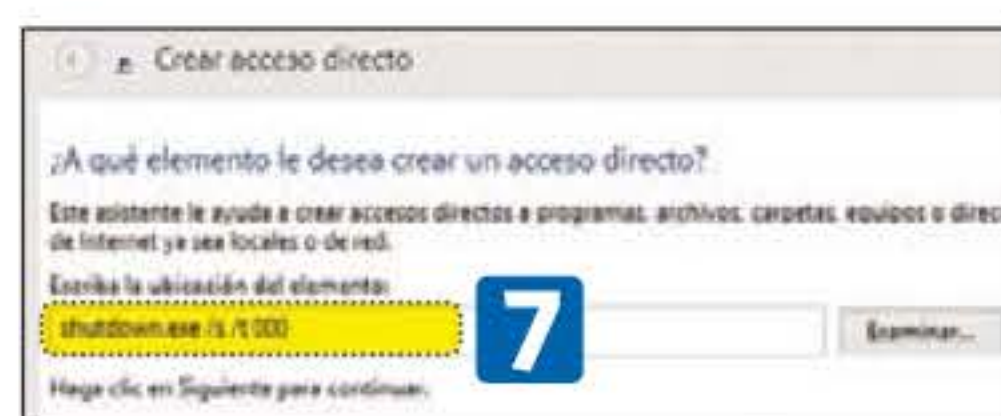 Crear acceso directo
¿A qué elemento le desea crear un acceso directo?
Este asistente le ayuda a crear accesos directos a programas, archivos, carpetas, equipos o direc
de Internet ya sea locales o de red.
Escriba la ubicación del elemento:
shutdown.exe /s /t 000
7
Examinar...
Haga clic en Siguiente para continuar.